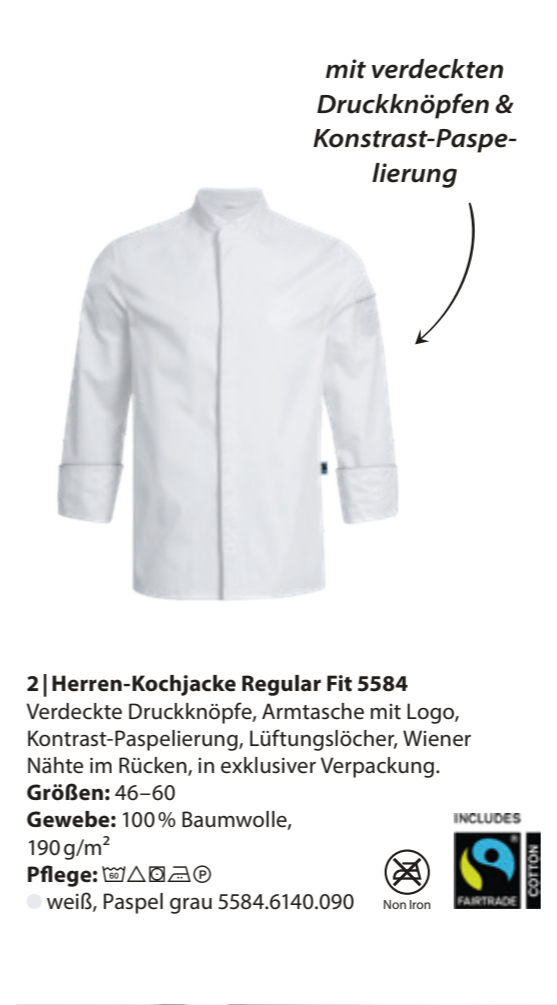 mit verdeckten
Druckknöpfen &
Konstrast-Paspe-
lierung
2|Herren-Kochjacke Regular Fit 5584
Verdeckte Druckknöpfe, Armtasche mit Logo,
Kontrast-Paspelierung, Lüftungslöcher, Wiener
Nähte im Rücken, in exklusiver Verpackung.
Größen: 46–60
Gewebe: 100 % Baumwolle,
190 g/m²
Pflege: 60 P
weiß, Paspel grau 5584.6140.090
Non Iron
INCLUDES
FAIRTRADE
®
COTTON